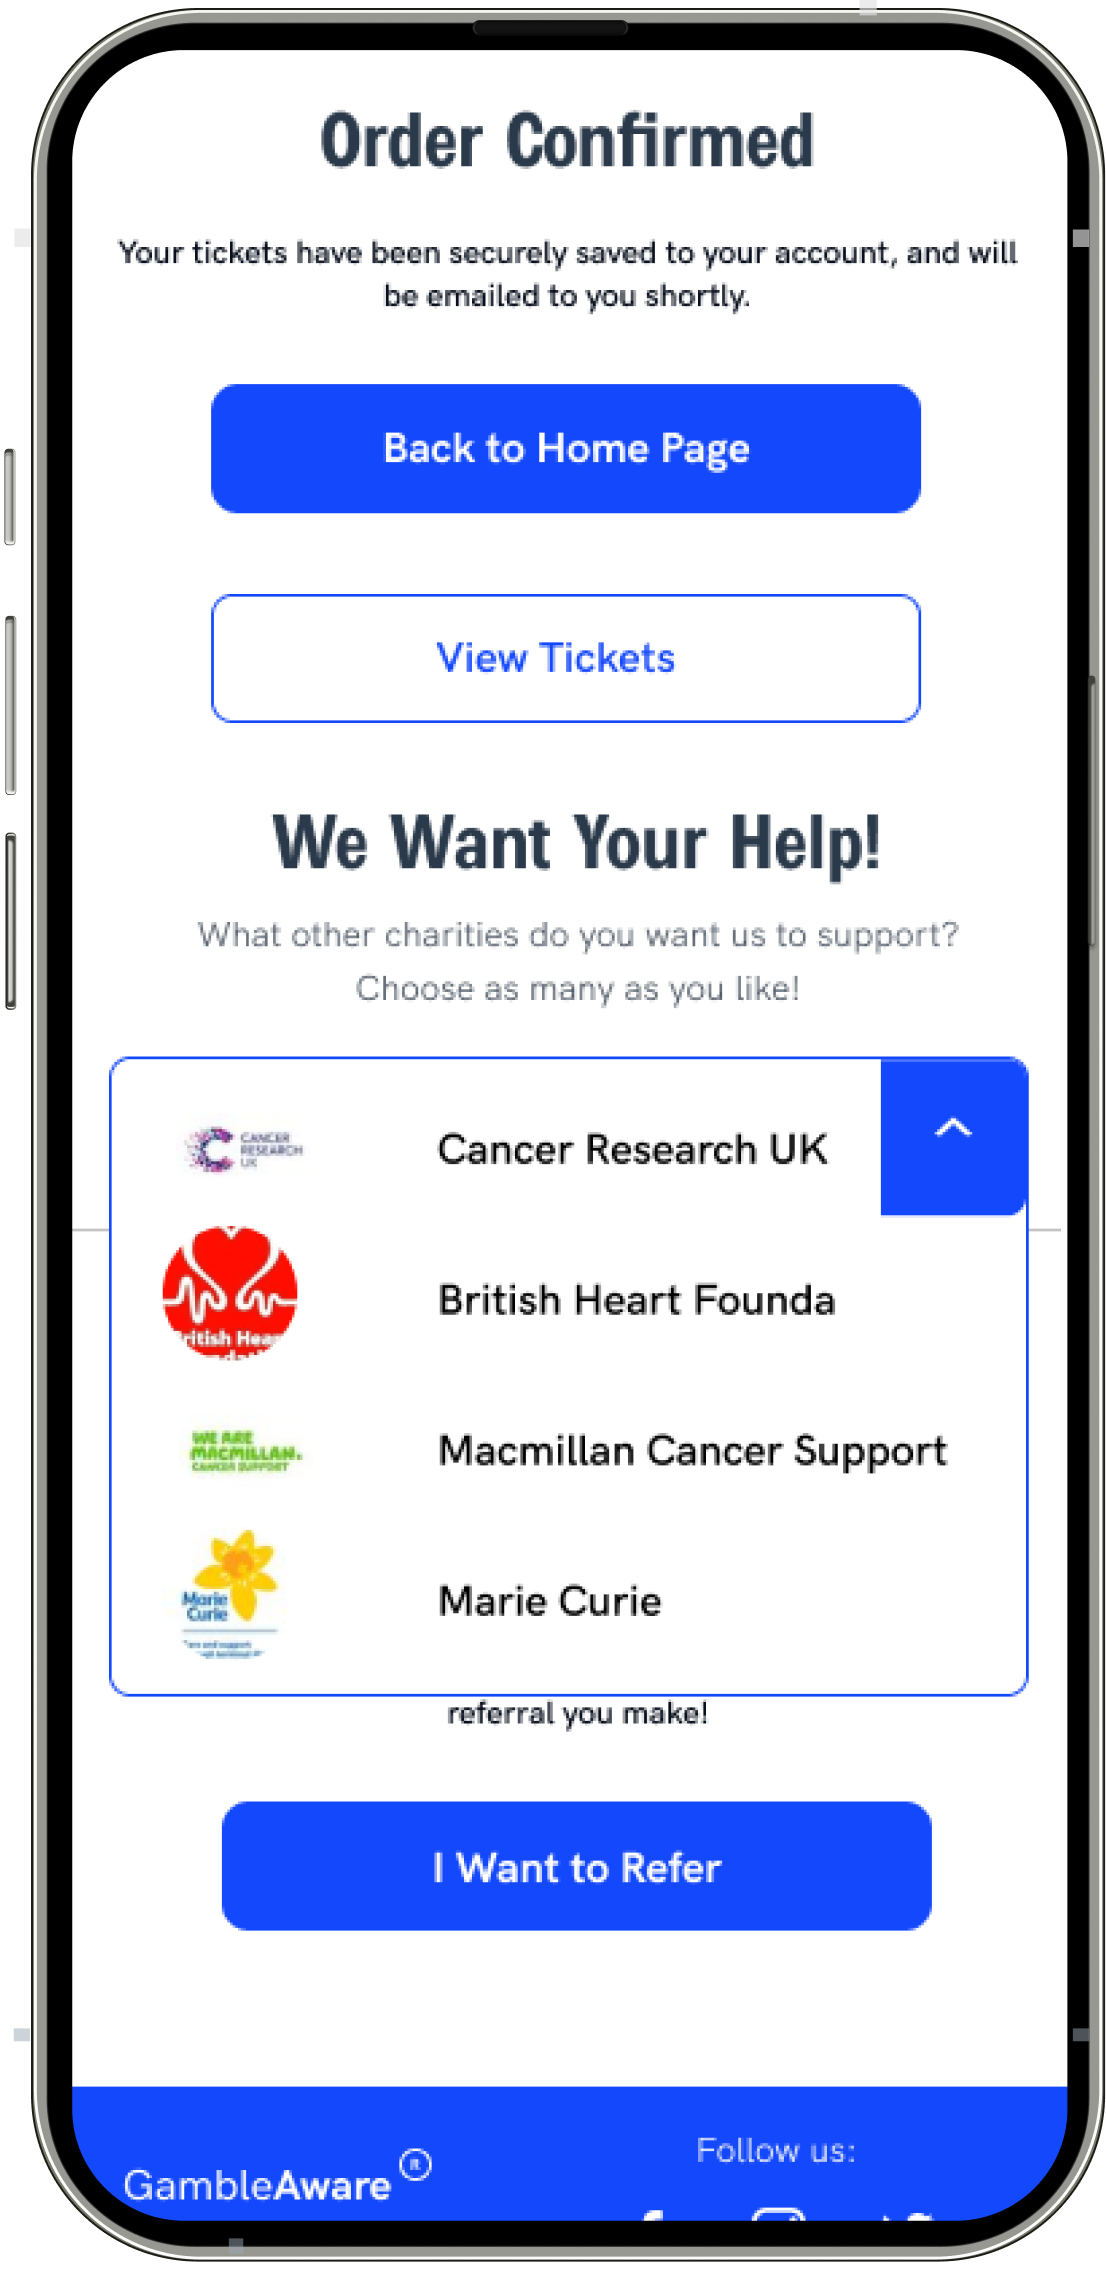 Order Confirmed
Your tickets have been securely saved to your account, and will
be emailed to you shortly.
Back to Home Page
View Tickets
We Want Your Help!
What other charities do you want us to support?
Choose as many as you like!
CANCER
RESEARCH
UK
Cancer Research UK
British Heart Founda
ritish Hea
WE ARE
MACMILLAN.
CANCER SUPPORT
Macmillan Cancer Support
Marie
Curie
Marie Curie
referral you make!
I Want to Refer
Follow us:
GambleAware ®